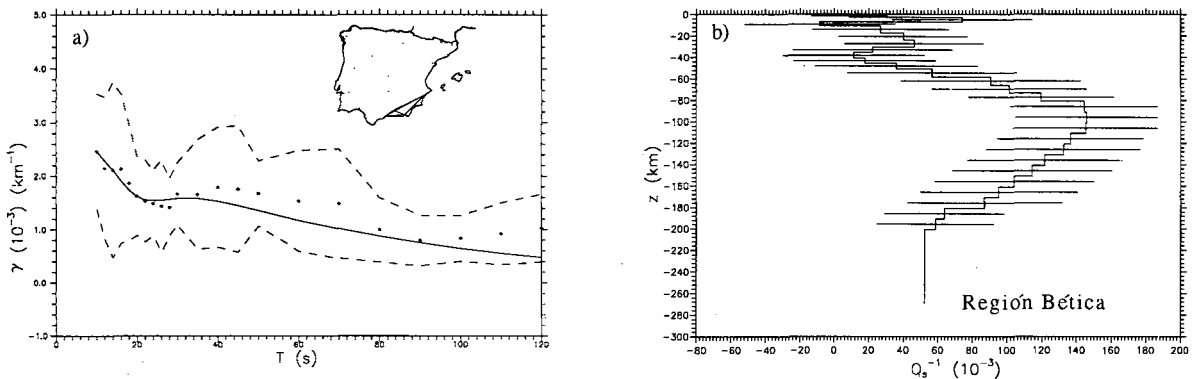 a)
γ (10⁻³) (km⁻¹)
5.0
4.0
3.0
2.0
1.0
0.0
-1.0
0 20 40 60 80 100 120
T (s)
b)
Z (km)
0
-20
-40
-60
-80
-100
-120
-140
-160
-180
-200
-220
-240
-260
-280
-300
-80 -60 -40 -20 0 20 40 60 80 100 120 140 160 180 200
Qs⁻¹ (10⁻³)
Región Bética